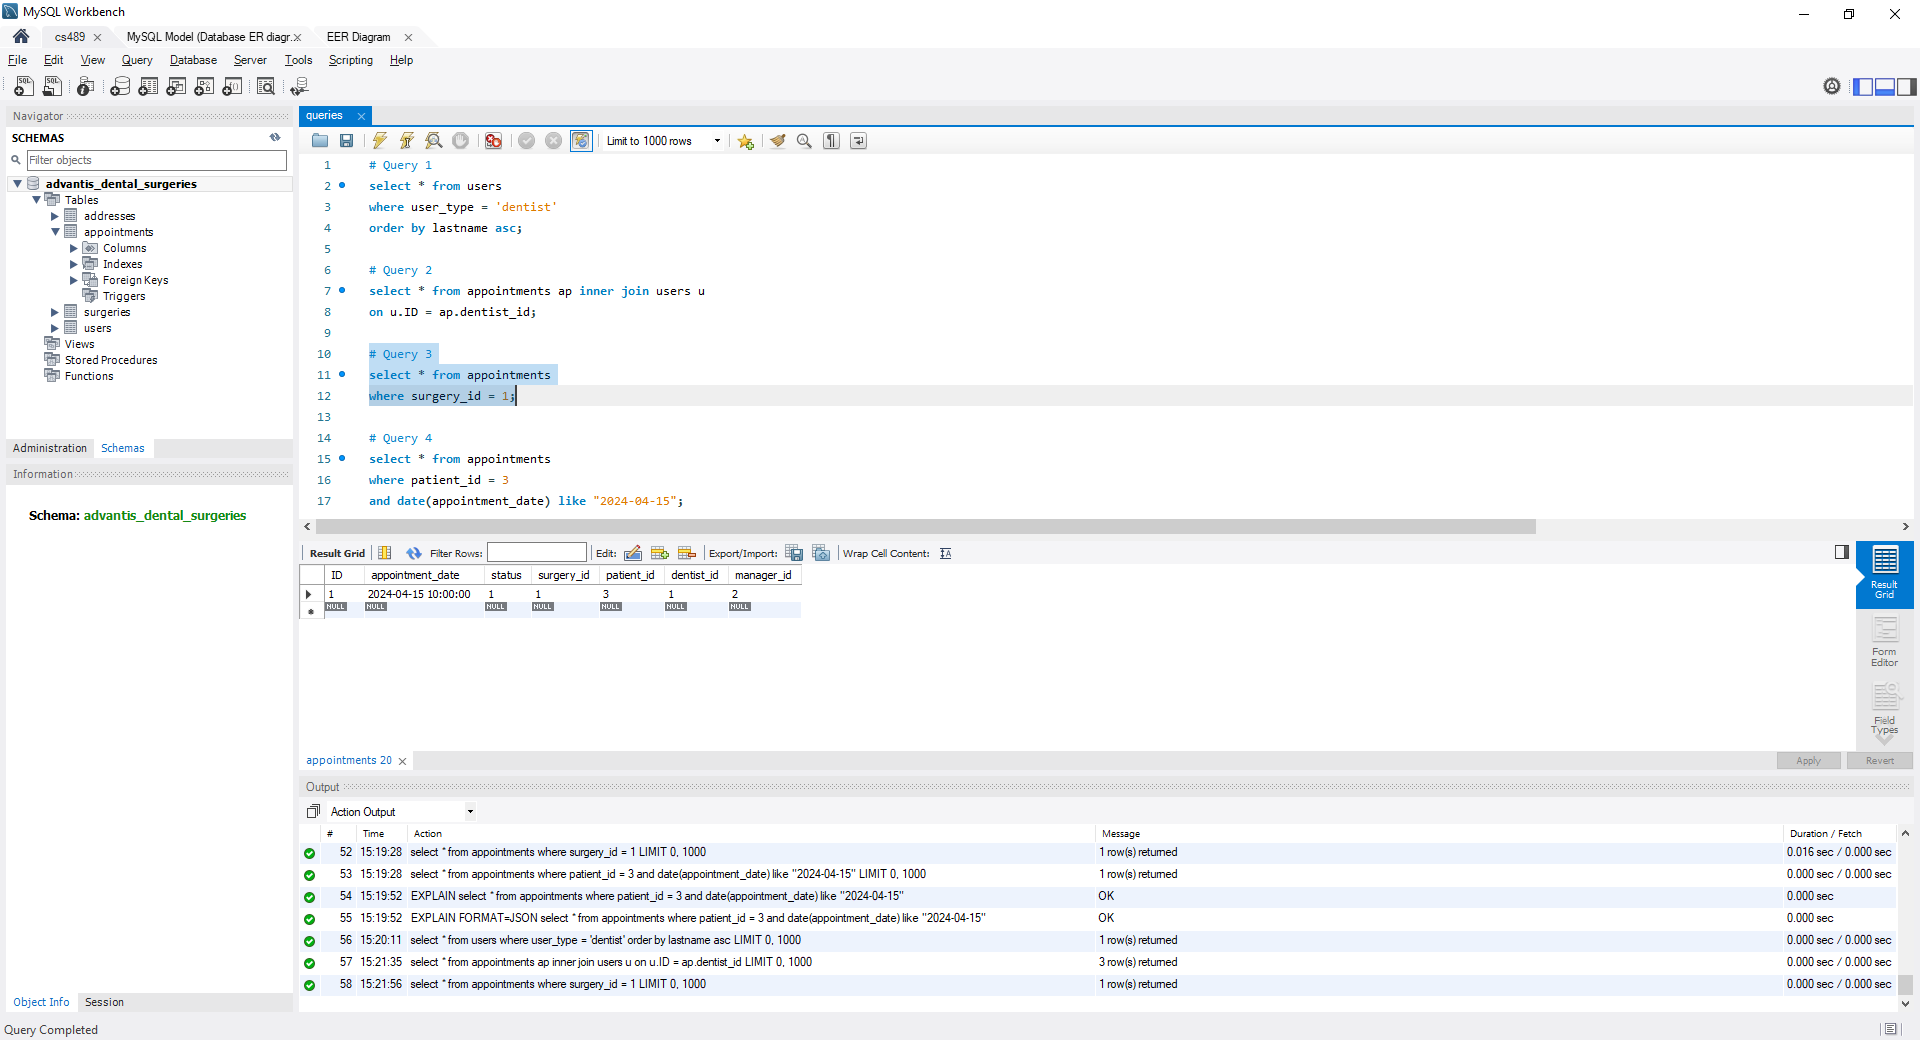 MySQL Workbench
cs489
MySQL Model (Database ER diagr.
EER Diagram
File Edit View Query Database Server Tools Scripting Help
Navigator
SCHEMAS
Filter objects
advantis_dental_surgeries
Tables
addresses
appointments
Columns
Indexes
Foreign Keys
Triggers
surgeries
users
Views
Stored Procedures
Functions
Administration Schemas
Information
Schema: advantis_dental_surgeries
Object Info Session
queries
Limit to 1000 rows
1 # Query 1
2 select * from users
3 where user_type = 'dentist'
4 order by lastname asc;
5
6 # Query 2
7 select * from appointments ap inner join users u
8 on u.ID = ap.dentist_id;
9
10 # Query 3
11 select * from appointments
12 where surgery_id = 1;
13
14 # Query 4
15 select * from appointments
16 where patient_id = 3
17 and date(appointment_date) like "2024-04-15";
Result Grid Filter Rows: Edit: Export/Import: Wrap Cell Content:
ID appointment_date status surgery_id patient_id dentist_id manager_id
1 2024-04-15 10:00:00 1 1 3 1 2
NULL NULL NULL NULL NULL NULL NULL
Result
Grid
Form
Editor
Field
Types
appointments 20
Apply Revert
Output
Action Output
# Time Action Message Duration / Fetch
52 15:19:28 select * from appointments where surgery_id = 1 LIMIT 0, 1000 1 row(s) returned 0.016 sec / 0.000 sec
53 15:19:28 select * from appointments where patient_id = 3 and date(appointment_date) like "2024-04-15" LIMIT 0, 1000 1 row(s) returned 0.000 sec / 0.000 sec
54 15:19:52 EXPLAIN select * from appointments where patient_id = 3 and date(appointment_date) like "2024-04-15" OK 0.000 sec
55 15:19:52 EXPLAIN FORMAT=JSON select * from appointments where patient_id = 3 and date(appointment_date) like "2024-04-15" OK 0.000 sec
56 15:20:11 select * from users where user_type = 'dentist' order by lastname asc LIMIT 0, 1000 1 row(s) returned 0.000 sec / 0.000 sec
57 15:21:35 select * from appointments ap inner join users u on u.ID = ap.dentist_id LIMIT 0, 1000 3 row(s) returned 0.000 sec / 0.000 sec
58 15:21:56 select * from appointments where surgery_id = 1 LIMIT 0, 1000 1 row(s) returned 0.000 sec / 0.000 sec
Query Completed